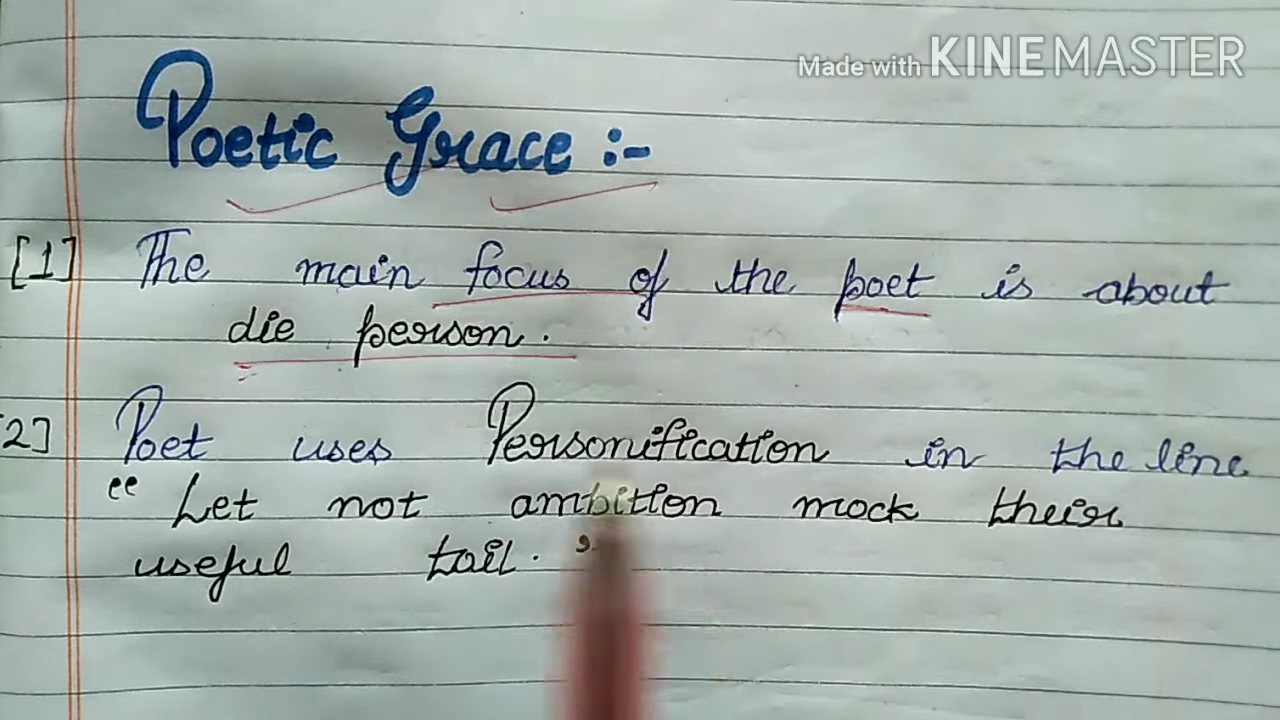 Made with KINEMASTER
Poetic Grace :-
[1] The main focus of the poet is about
die person.
[2] Poet uses Personification in the line
“ Let not ambition mock their
useful tail. ”